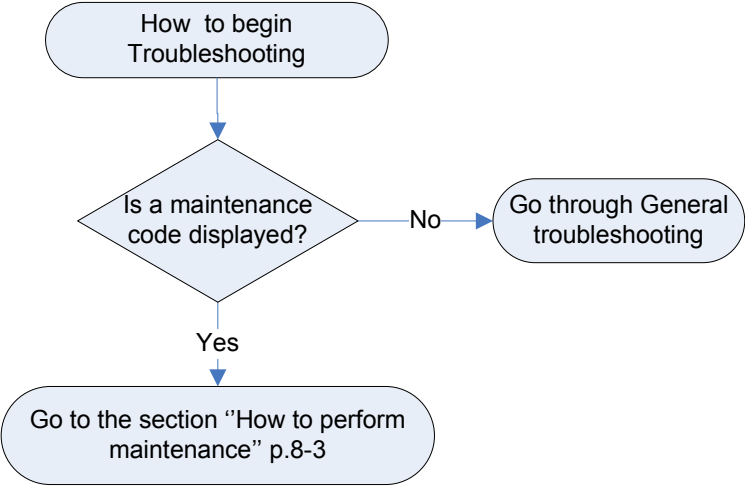 How  to begin
Troubleshooting
Is a maintenance
code displayed?
No
Go through General
troubleshooting
Yes
Go to the section ‘’How to perform
maintenance’’ p.8-3